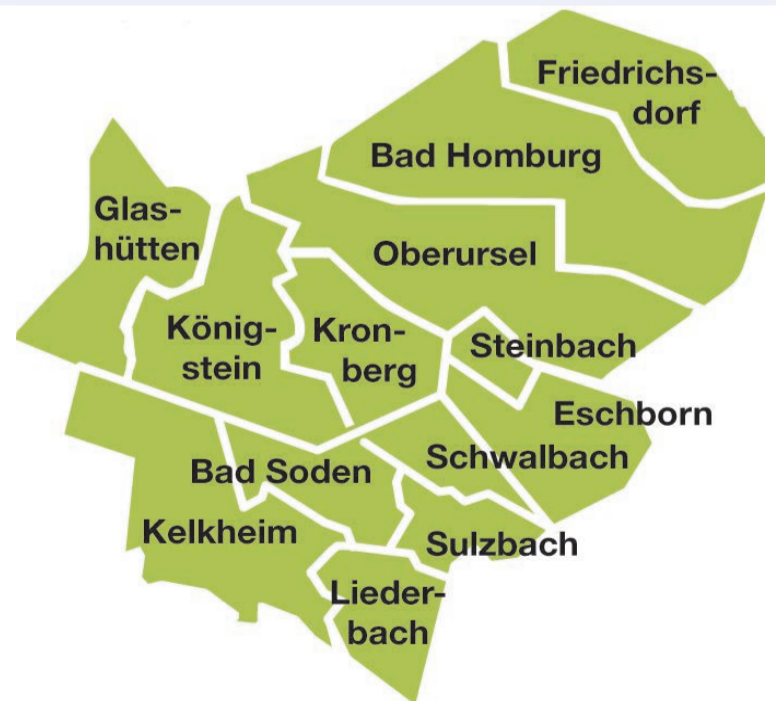 Friedrichs-
dorf
Bad Homburg
Glas-
hütten
Oberursel
König-
stein
Kron-
berg
Steinbach
Eschborn
Schwalbach
Bad Soden
Kelkheim
Sulzbach
Lieder-
bach